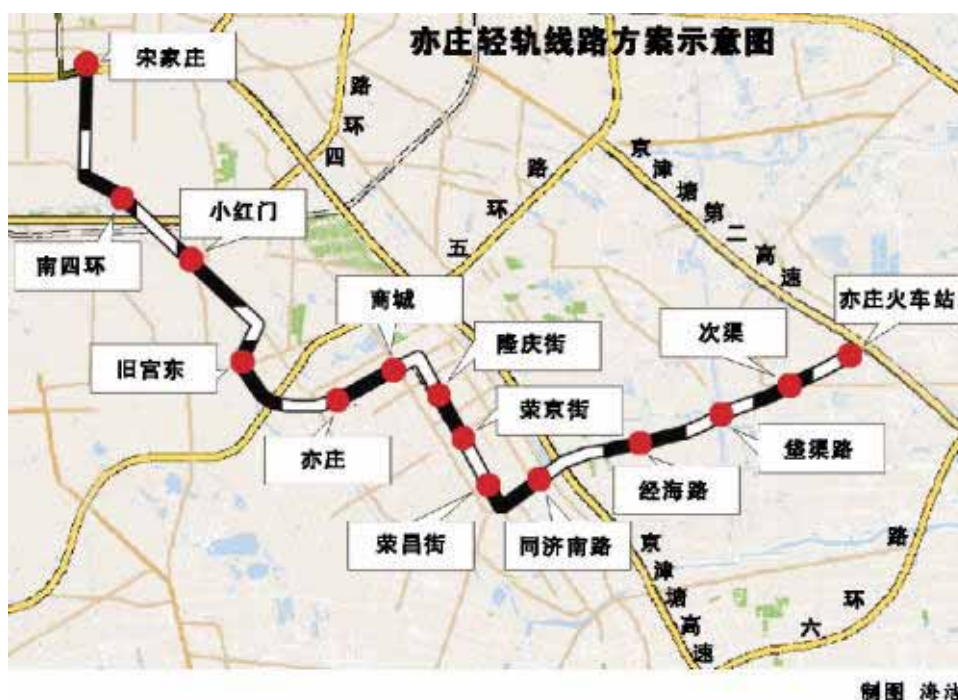 亦庄轻轨线路方案示意图
宋家庄
四环路
五环路
京津塘第二高速
小红门
南四环
商城
亦庄火车站
次渠
隆庆街
旧宫东
荣京街
垡渠路
亦庄
经海路
荣昌街
同济南路
京津塘高速
六环路
制图 海